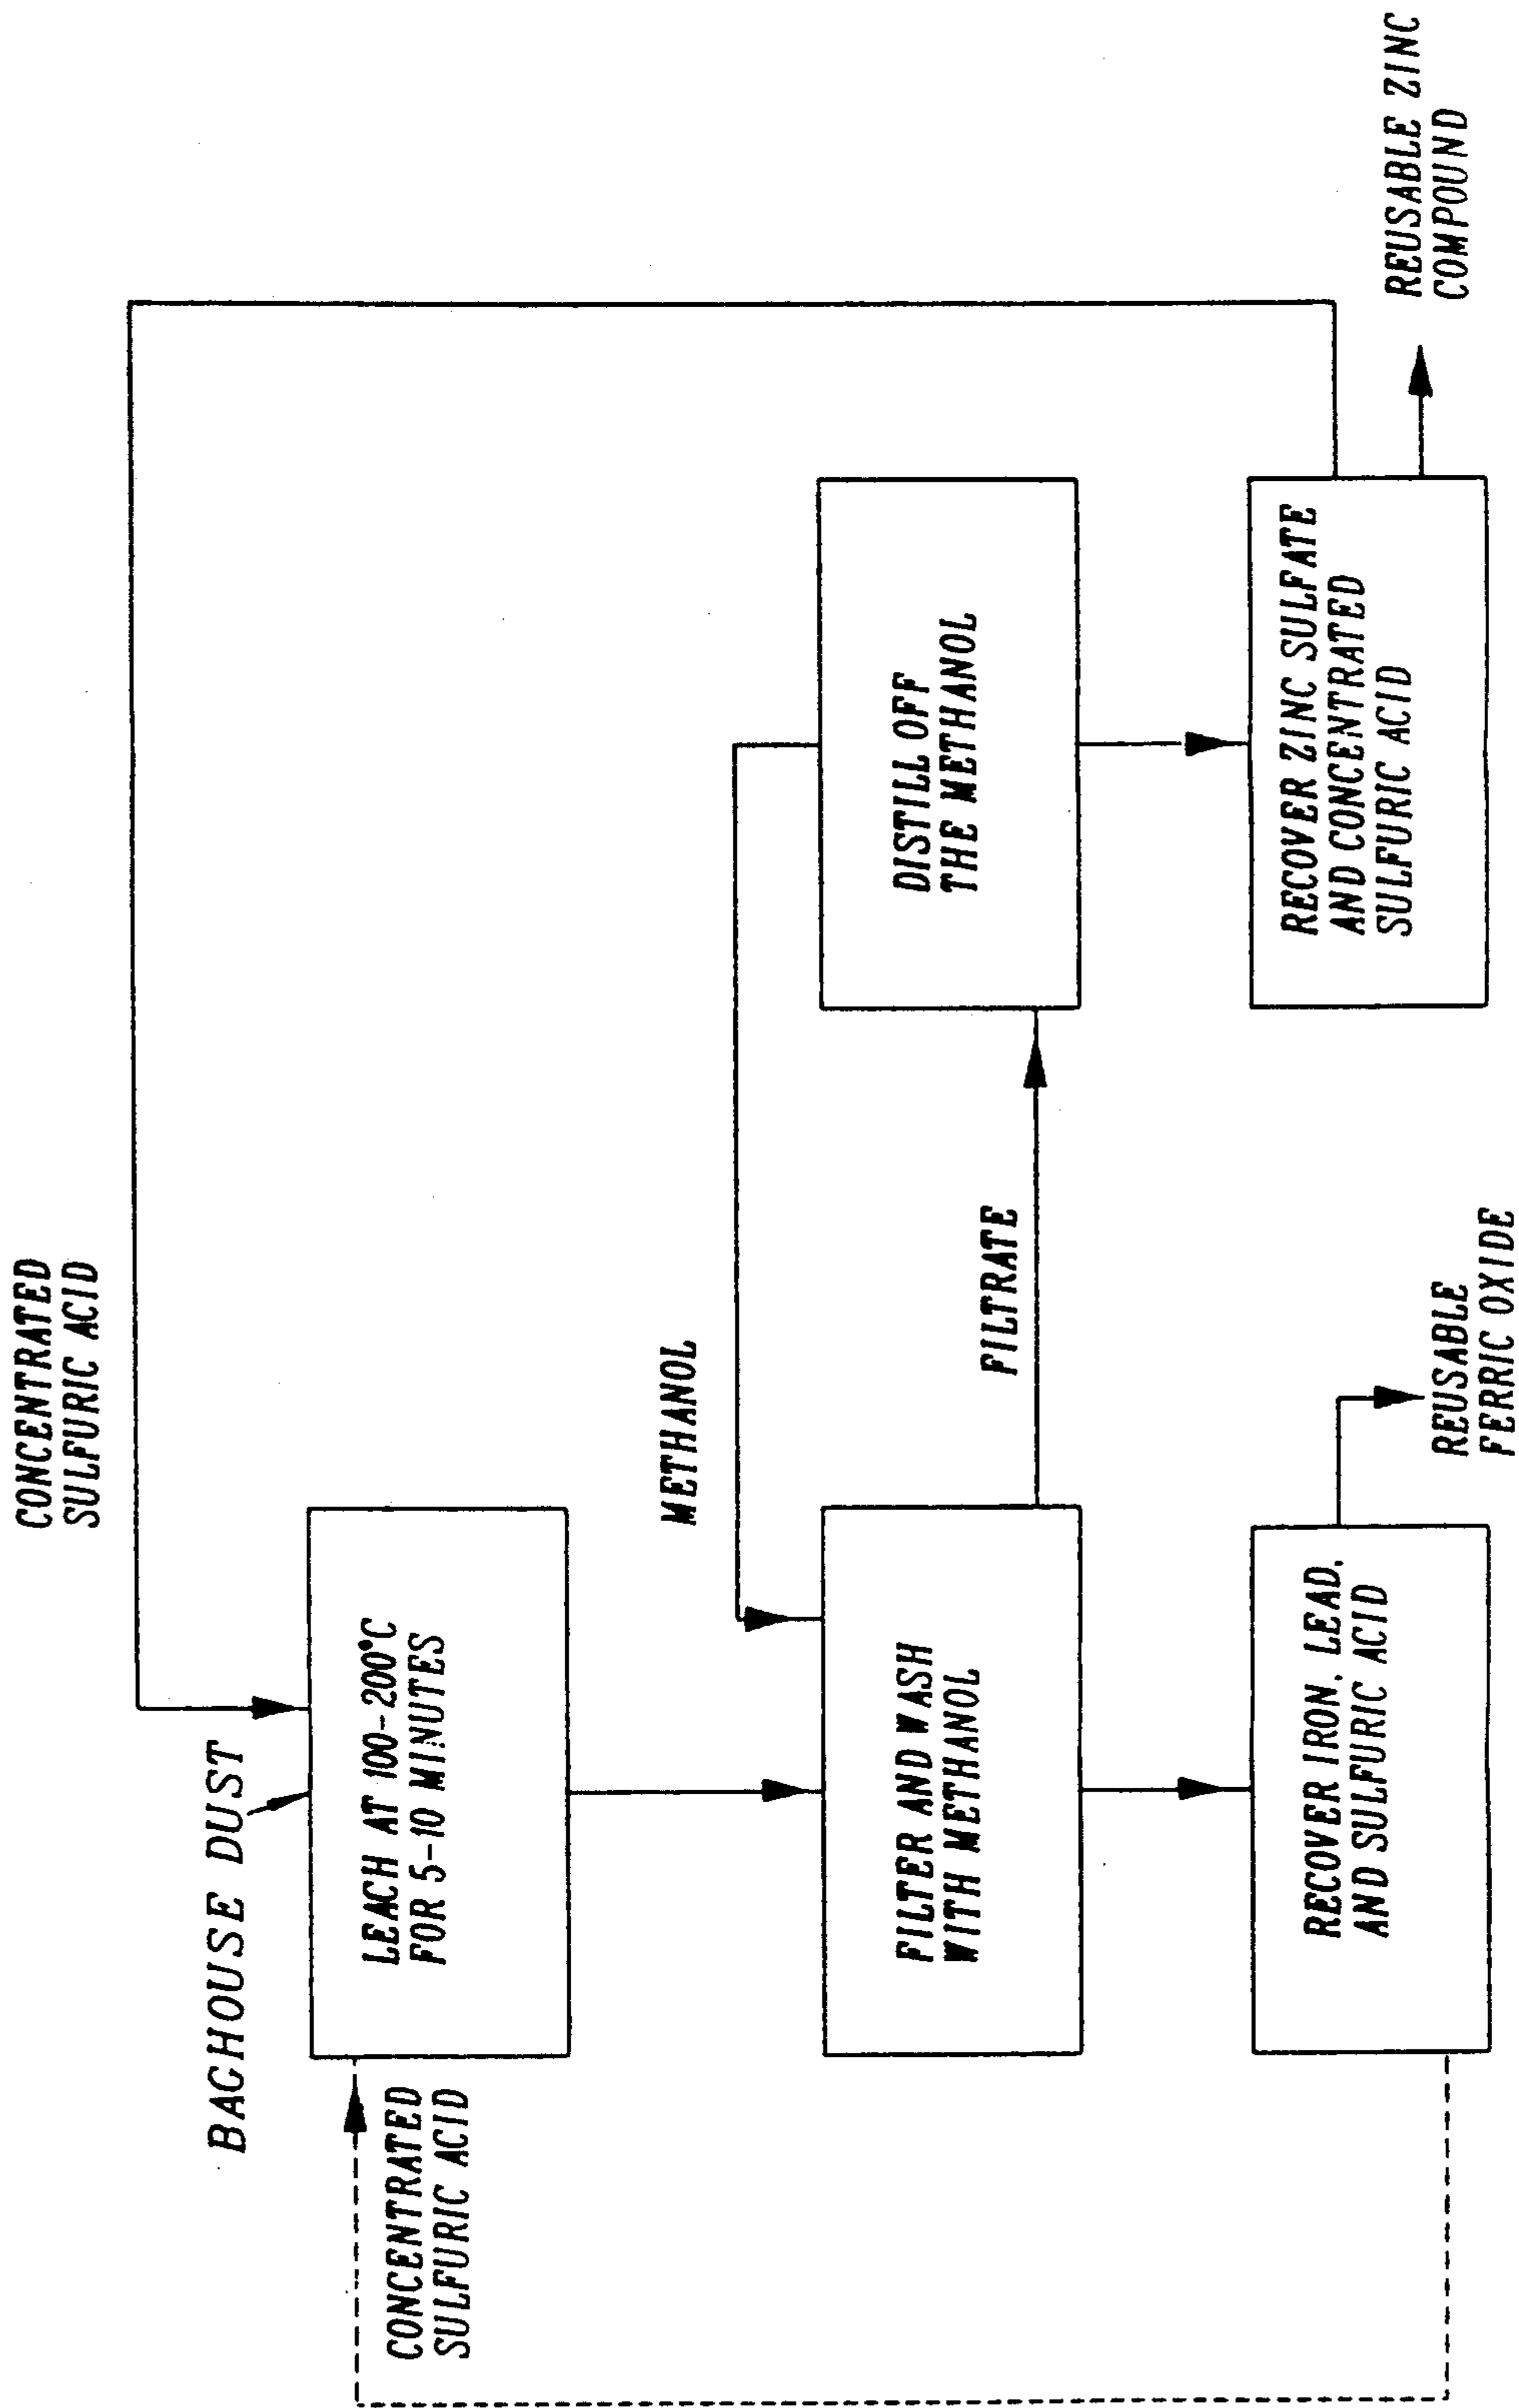 CONCENTRATED
SULFURIC ACID
BAGHOUSE DUST
LEACH AT 100-200°C
FOR 5-10 MINUTES
CONCENTRATED
SULFURIC ACID
METHANOL
FILTER AND WASH
WITH METHANOL
FILTRATE
DISTILL OFF
THE METHANOL
RECOVER IRON, LEAD,
AND SULFURIC ACID
REUSABLE
FERRIC OXIDE
RECOVER ZINC SULFATE
AND CONCENTRATED
SULFURIC ACID
REUSABLE ZINC
COMPOUND